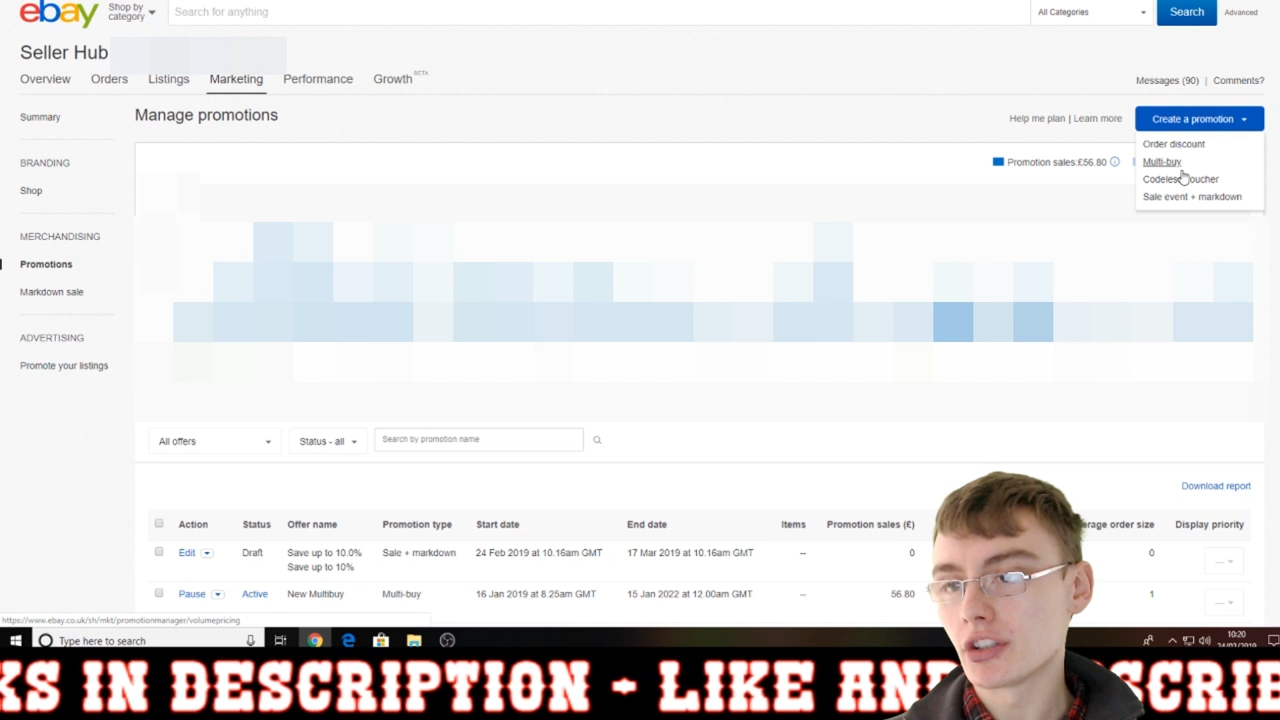 ebay
Shop by
category
Search for anything
All Categories
Search
Advanced
Seller Hub
Overview
Orders
Listings
Marketing
Performance
Growth BETA
Messages (90) | Comments?
Summary
Manage promotions
Help me plan | Learn more
Create a promotion
Order discount
BRANDING
Promotion sales:£56.80
Multi-buy
Shop
Sale event + markdown
MERCHANDISING
Promotions
Markdown sale
ADVERTISING
Promote your listings
All offers
Status - all
Search by promotion name
Download report
Action
Status
Offer name
Promotion type
Start date
End date
Items
Promotion sales (£)
order size
Display priority
Edit
Draft
Save up to 10.0%
Save up to 10%
Sale + markdown
24 Feb 2019 at 10.16am GMT
17 Mar 2019 at 10.16am GMT
--
0
0
Pause
Active
New Multibuy
Multi-buy
16 Jan 2019 at 8.25am GMT
15 Jan 2022 at 12.00am GMT
--
56.80
1
https://www.ebay.co.uk/sh/mkt/promotionmanager/volumepricing
Type here to search
10:20
IN DESCRIPTION - LIKE